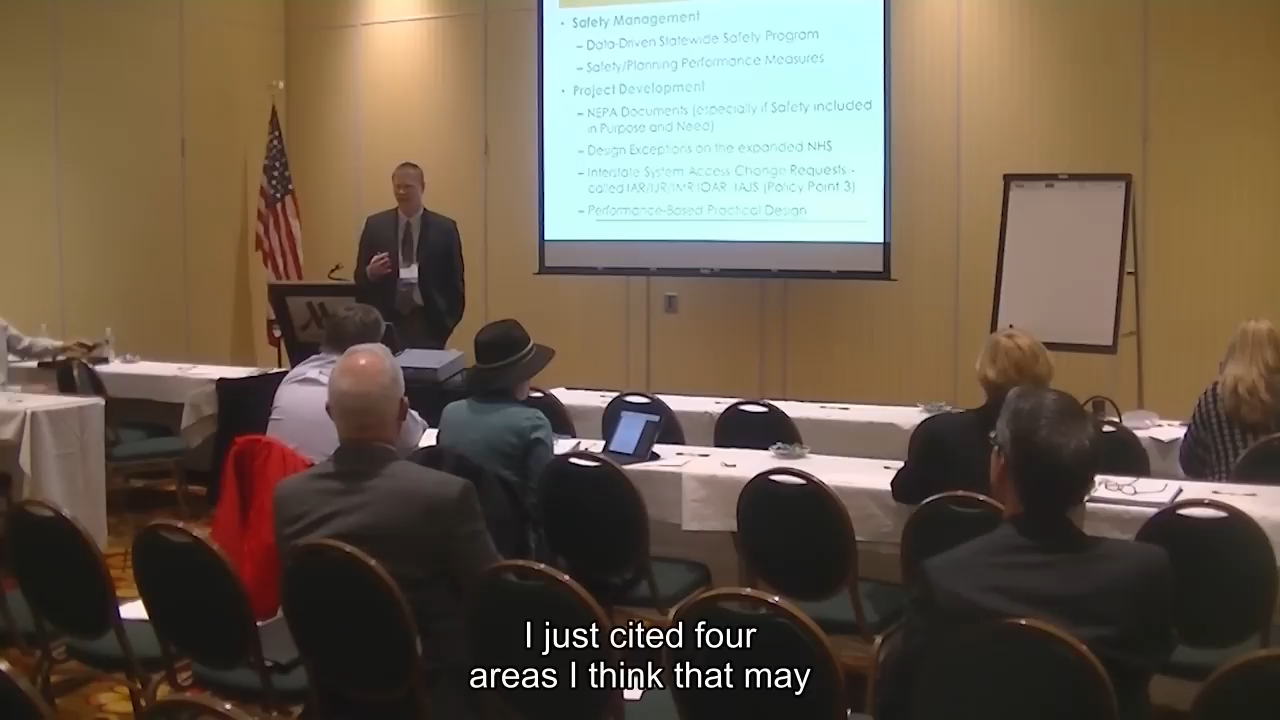 • Safety Management
– Data-Driven Statewide Safety Program
– Safety/Planning Performance Measures
• Project Development
– NEPA Documents (especially if Safety included
in Purpose and Need)
– Design Exceptions on the expanded NHS
– Interstate System Access Change Requests -
called IAR/IJR/IMR IOAR IAJS (Policy Point 3)
– Performance-Based Practical Design
I just cited four
areas I think that may